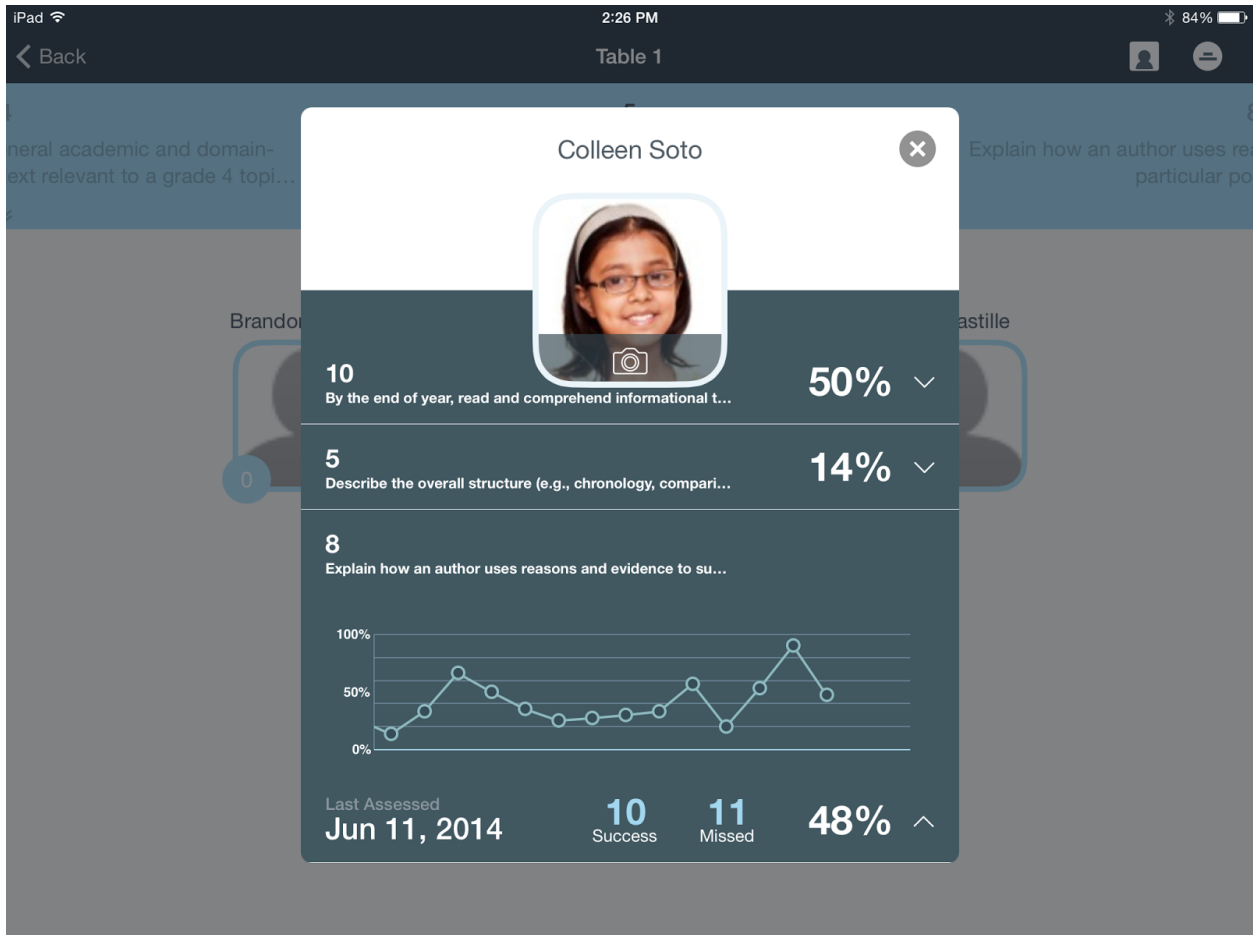 iPad 2:26 PM 84%
Back Table 1
neral academic and domain-
ext relevant to a grade 4 topi...
Explain how an author uses
particular
Brandon
astille
0
Colleen Soto
10
By the end of year, read and comprehend informational t...
50%
5
Describe the overall structure (e.g., chronology, compari...
14%
8
Explain how an author uses reasons and evidence to su...
100%
50%
0%
Last Assessed
Jun 11, 2014
10
Success
11
Missed
48%